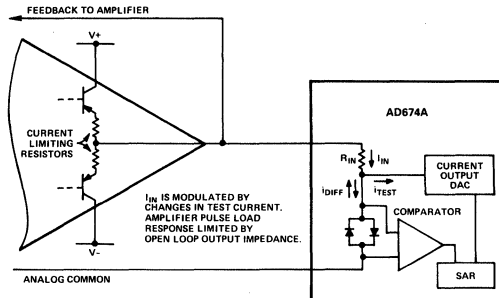 FEEDBACK TO AMPLIFIER
V+
AD674A
CURRENT
LIMITING
RESISTORS
RIN
IIN
CURRENT
OUTPUT
DAC
iDIFF
iTEST
IIN IS MODULATED BY
CHANGES IN TEST CURRENT.
AMPLIFIER PULSE LOAD
RESPONSE LIMITED BY
OPEN LOOP OUTPUT IMPEDANCE.
COMPARATOR
V-
ANALOG COMMON
SAR